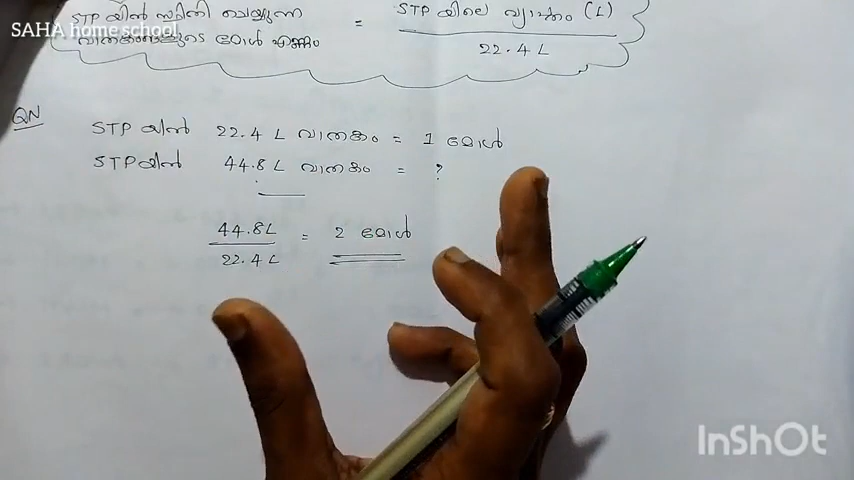 SAHA home school
STP യിൽ സ്ഥിതി ചെയ്യുന്ന
വാതകങ്ങളുടെ മോൾ എണ്ണം
=
STP യിലെ വ്യാപ്തം (L)
22.4 L
QN
STP യിൽ 22.4 L വാതകം = 1 മോൾ
STP യിൽ 44.8 L വാതകം = ?
44.8L
22.4 L
= 2 മോൾ
InShOt